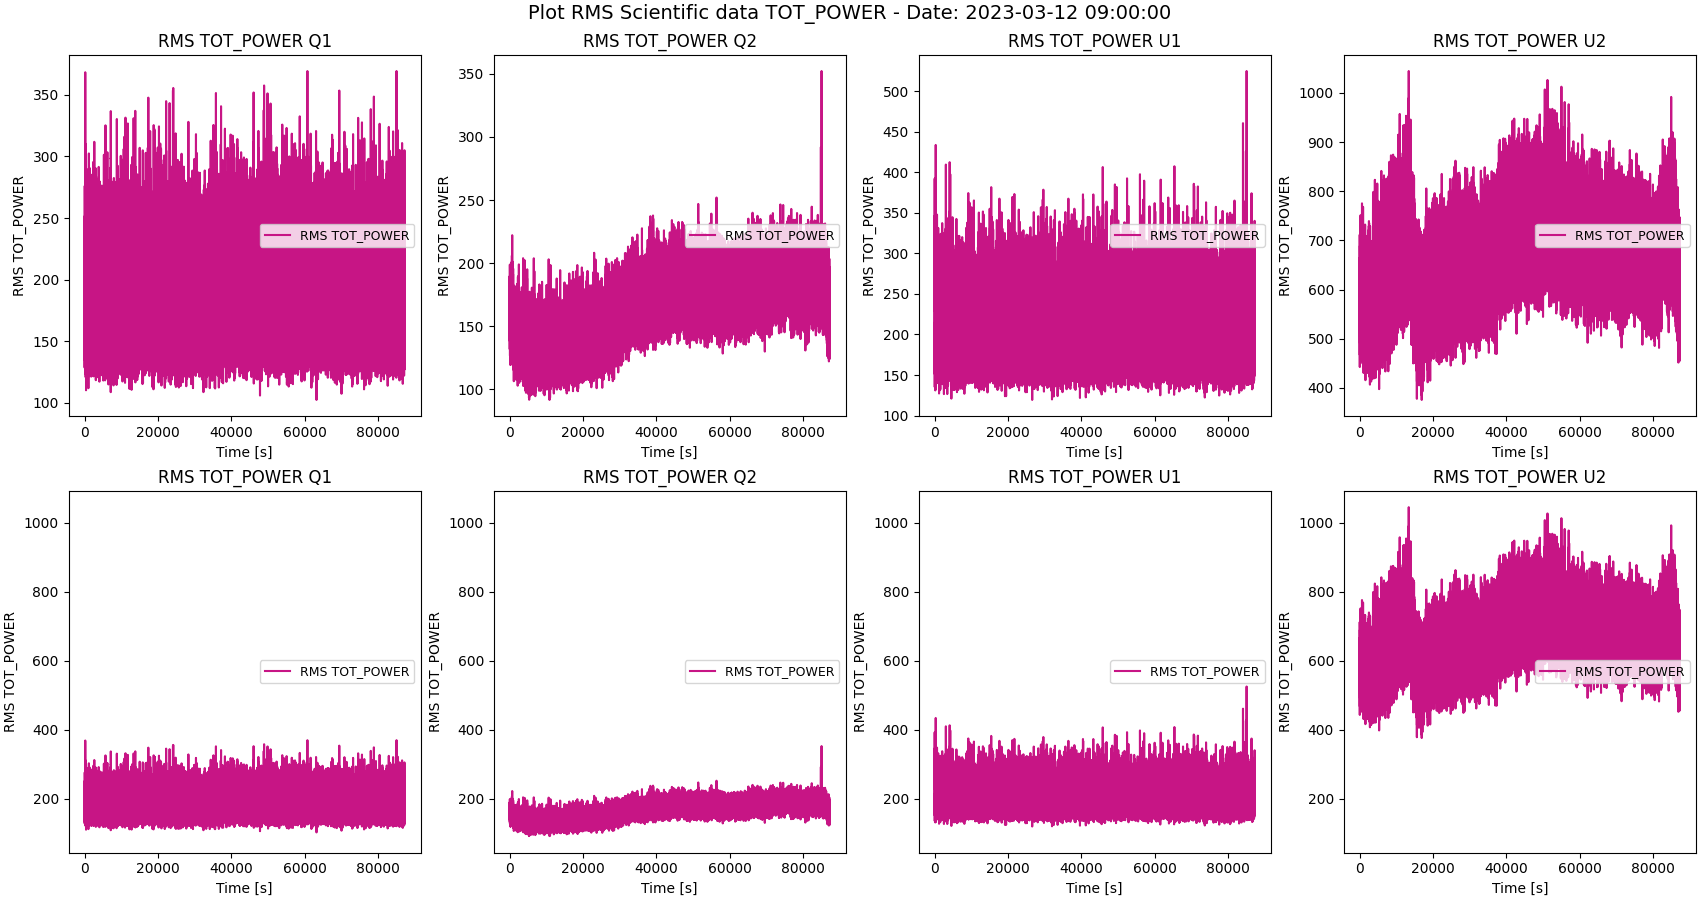 Plot RMS Scientific data TOT_POWER - Date: 2023-03-12 09:00:00
RMS TOT_POWER Q1
RMS TOT_POWER
350
300
250
200
150
100
RMS TOT_POWER
0 20000 40000 60000 80000
Time [s]
RMS TOT_POWER Q2
RMS TOT_POWER
350
300
250
200
150
100
RMS TOT_POWER
0 20000 40000 60000 80000
Time [s]
RMS TOT_POWER U1
RMS TOT_POWER
500
450
400
350
300
250
200
150
100
RMS TOT_POWER
0 20000 40000 60000 80000
Time [s]
RMS TOT_POWER U2
RMS TOT_POWER
1000
900
800
700
600
500
400
RMS TOT_POWER
0 20000 40000 60000 80000
Time [s]
RMS TOT_POWER Q1
RMS TOT_POWER
1000
800
600
400
200
RMS TOT_POWER
0 20000 40000 60000 80000
Time [s]
RMS TOT_POWER Q2
RMS TOT_POWER
1000
800
600
400
200
RMS TOT_POWER
0 20000 40000 60000 80000
Time [s]
RMS TOT_POWER U1
RMS TOT_POWER
1000
800
600
400
200
RMS TOT_POWER
0 20000 40000 60000 80000
Time [s]
RMS TOT_POWER U2
RMS TOT_POWER
1000
800
600
400
200
RMS TOT_POWER
0 20000 40000 60000 80000
Time [s]